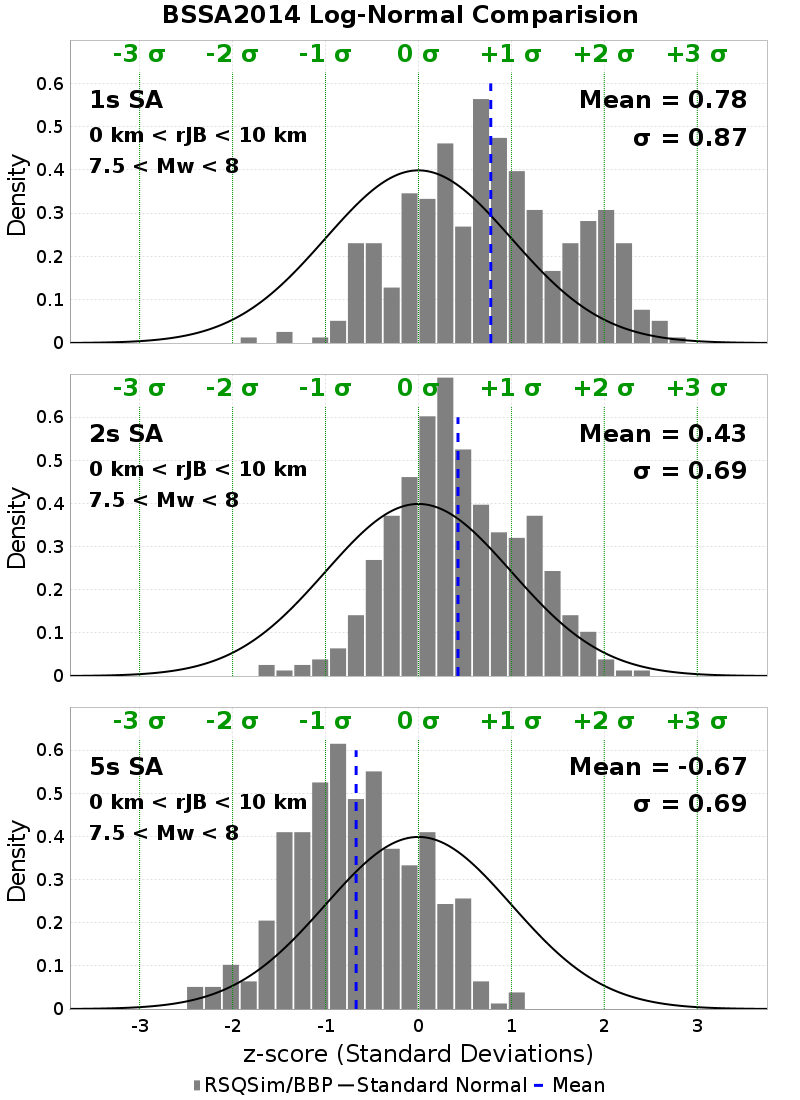 BSSA2014 Log-Normal Comparision
-3 σ -2 σ -1 σ 0 σ +1 σ +2 σ +3 σ
0.6
1s SA
Mean = 0.78
0.5
0 km < rJB < 10 km
σ = 0.87
7.5 < Mw < 8
0.4
0.3
0.2
0.1
0
Density
-3 σ -2 σ -1 σ 0 σ +1 σ +2 σ +3 σ
0.6
2s SA
Mean = 0.43
0.5
0 km < rJB < 10 km
σ = 0.69
7.5 < Mw < 8
0.4
0.3
0.2
0.1
0
Density
-3 σ -2 σ -1 σ 0 σ +1 σ +2 σ +3 σ
0.6
5s SA
Mean = -0.67
0.5
0 km < rJB < 10 km
σ = 0.69
7.5 < Mw < 8
0.4
0.3
0.2
0.1
0
Density
-3 -2 -1 0 1 2 3
z-score (Standard Deviations)
RSQSim/BBP Standard Normal Mean